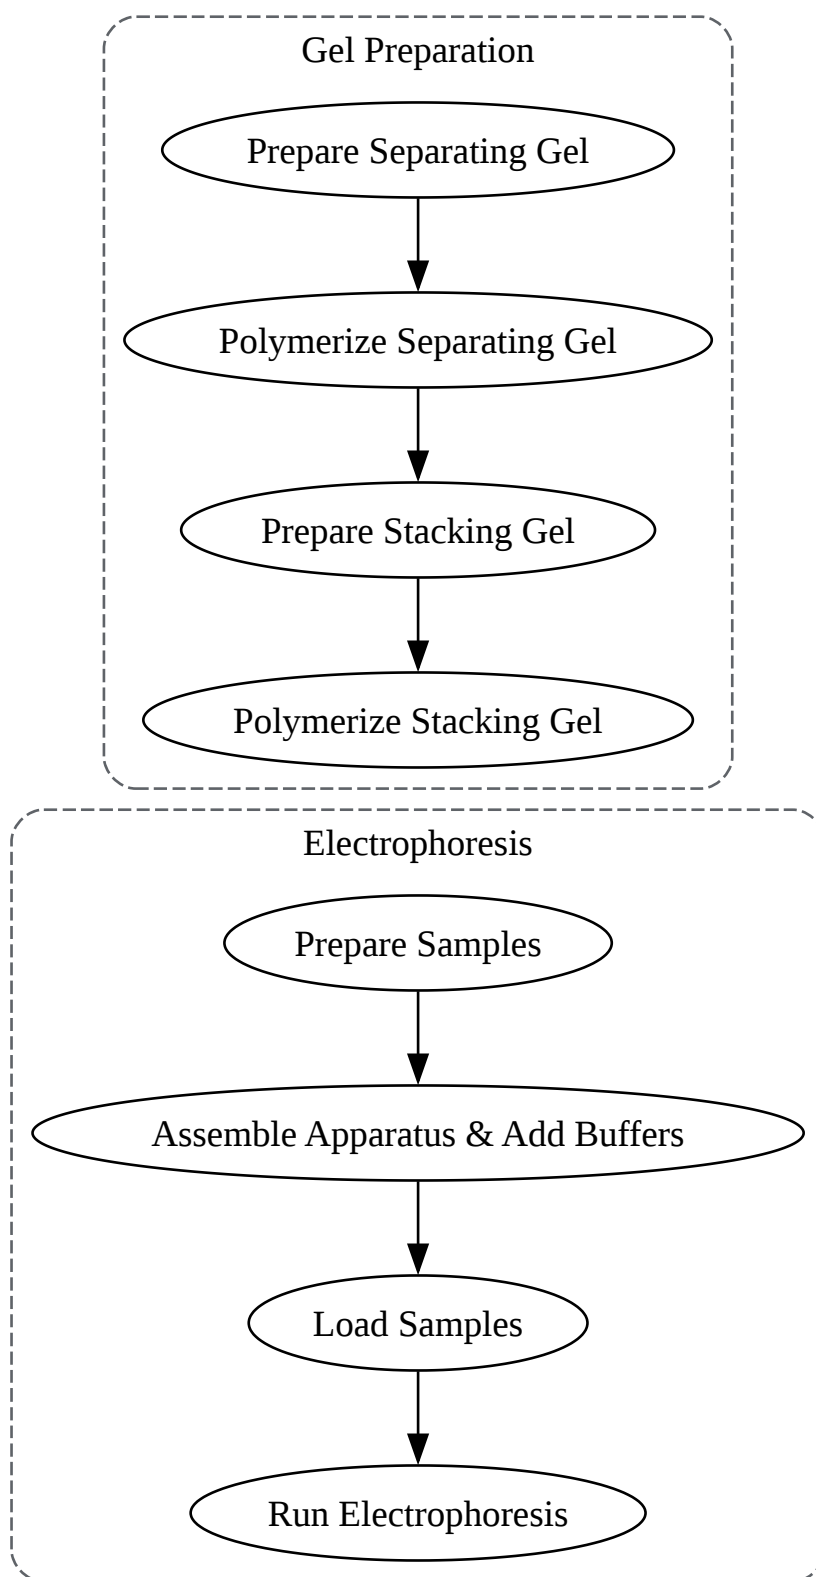 Gel Preparation
Prepare Separating Gel
Polymerize Separating Gel
Prepare Stacking Gel
Polymerize Stacking Gel
Electrophoresis
Prepare Samples
Assemble Apparatus & Add Buffers
Load Samples
Run Electrophoresis